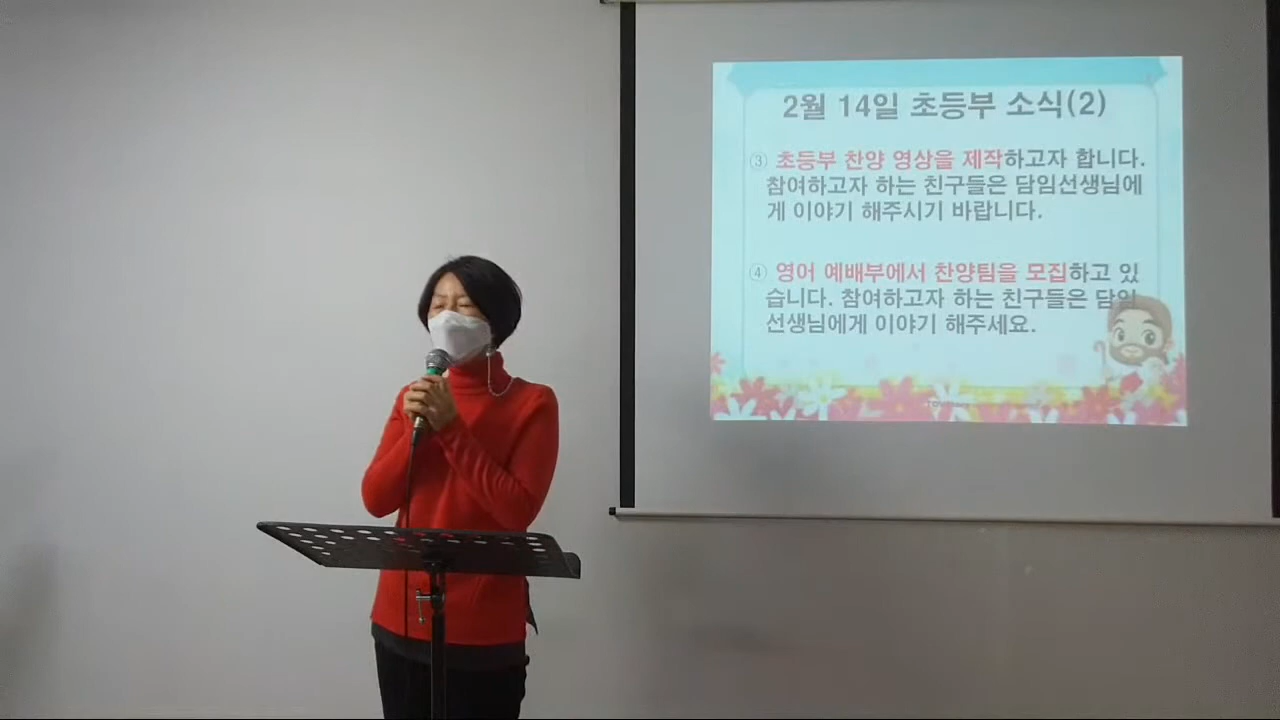 2월 14일 초등부 소식(2)
③ 초등부 찬양 영상을 제작하고자 합니다.
참여하고자 하는 친구들은 담임선생님에
게 이야기 해주시기 바랍니다.
④ 영어 예배부에서 찬양팀을 모집하고 있
습니다. 참여하고자 하는 친구들은 담임
선생님에게 이야기 해주세요.